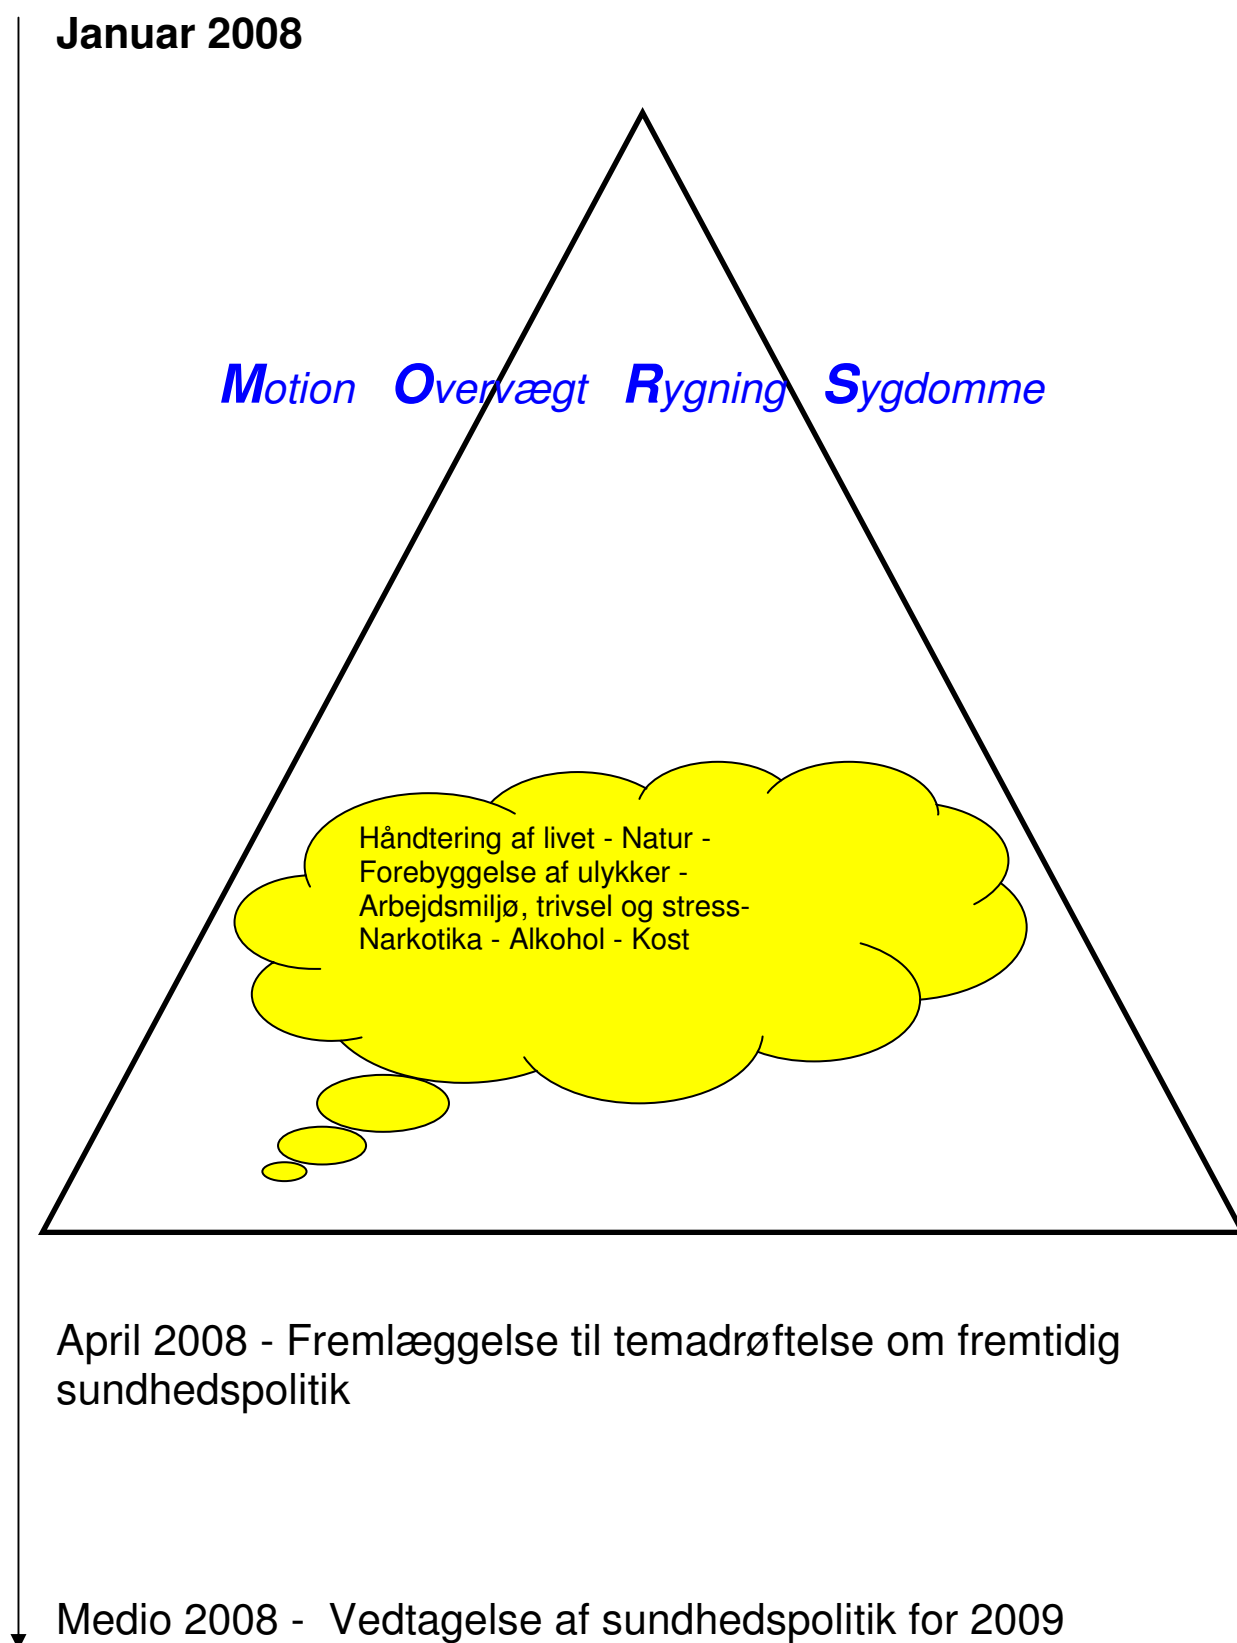 Januar 2008
Motion Overvægt Rygning Sygdomme
Håndtering af livet - Natur -
Forebyggelse af ulykker -
Arbejdsmiljø, trivsel og stress-
Narkotika - Alkohol - Kost
April 2008 - Fremlæggelse til temadrøftelse om fremtidig
sundhedspolitik
Medio 2008 -  Vedtagelse af sundhedspolitik for 2009